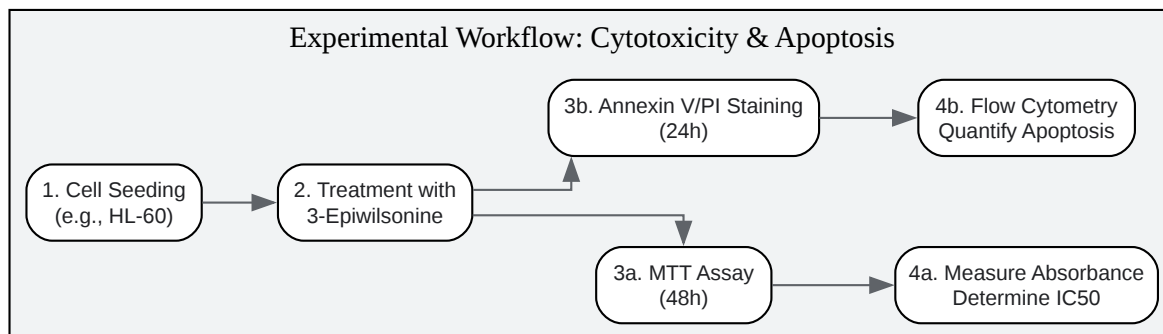 Experimental Workflow: Cytotoxicity & Apoptosis
1. Cell Seeding
(e.g., HL-60)
2. Treatment with
3-Epiwilsonine
3b. Annexin V/PI Staining
(24h)
4b. Flow Cytometry
Quantify Apoptosis
3a. MTT Assay
(48h)
4a. Measure Absorbance
Determine IC50